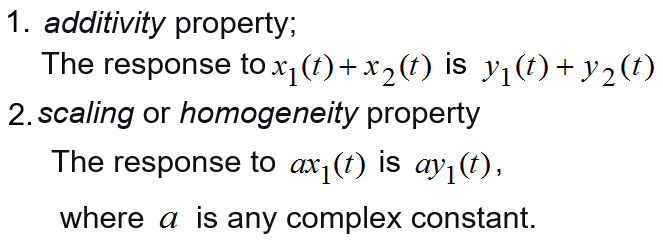 1. additivity property;
The response to x₁(t) + x₂(t) is y₁(t) + y₂(t)
2. scaling or homogeneity property
The response to ax₁(t) is ay₁(t),
where a is any complex constant.